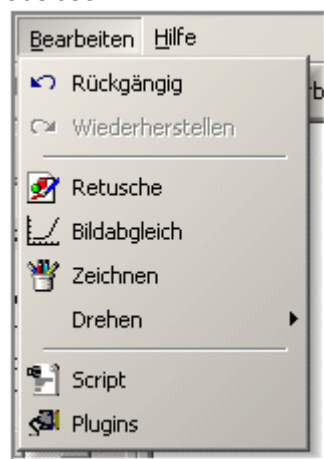 Bearbeiten Hilfe
Rückgängig
Wiederherstellen
Retusche
Bildabgleich
Zeichnen
Drehen
Script
Plugins